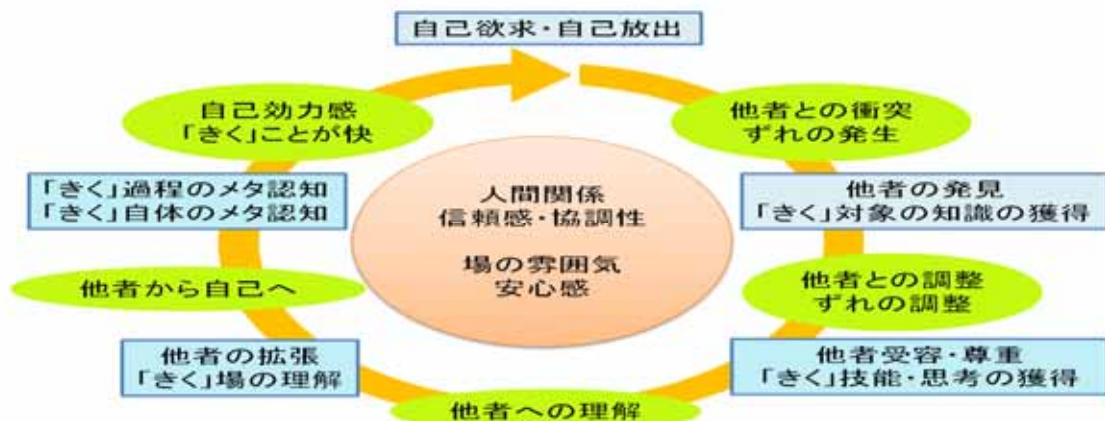 自己欲求・自己放出
他者との衝突
ずれの発生
他者の発見
「きく」対象の知識の獲得
他者との調整
ずれの調整
他者受容・尊重
「きく」技能・思考の獲得
他者への理解
他者の拡張
「きく」場の理解
他者から自己へ
「きく」過程のメタ認知
「きく」自体のメタ認知
自己効力感
「きく」ことが快
人間関係
信頼感・協調性
場の雰囲気
安心感